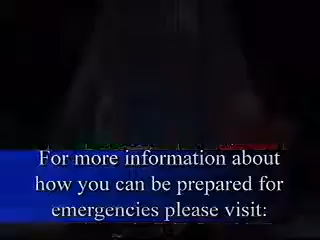 For more information about
how you can be prepared for
emergencies please visit: